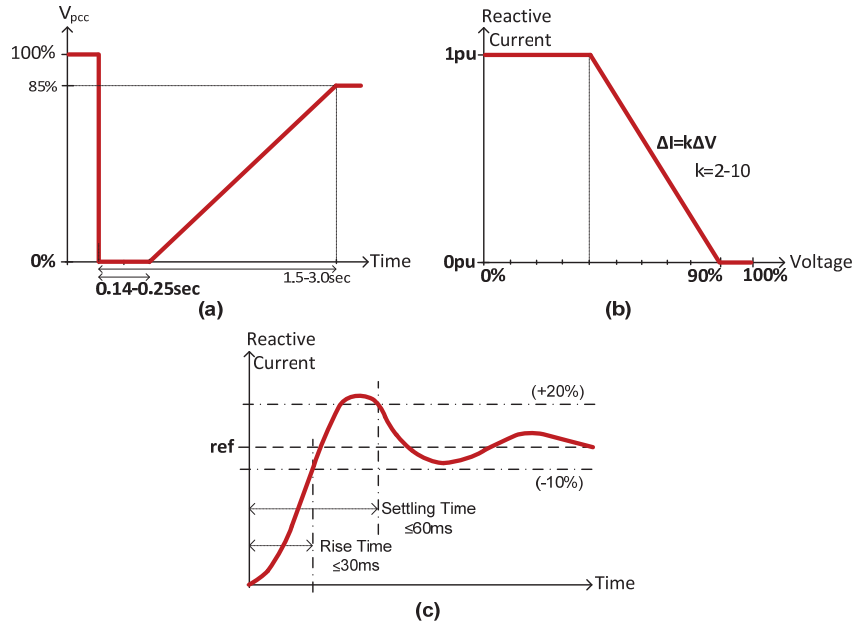 Vpcc
100%
85%
0%
Time
1.5-3.0sec
0.14-0.25sec
(a)
Reactive
Current
1pu
ΔI=kΔV
k=2-10
0pu
0%
90%
100%
Voltage
(b)
Reactive
Current
(+20%)
ref
(-10%)
Settling Time
≤60ms
Rise Time
≤30ms
Time
(c)